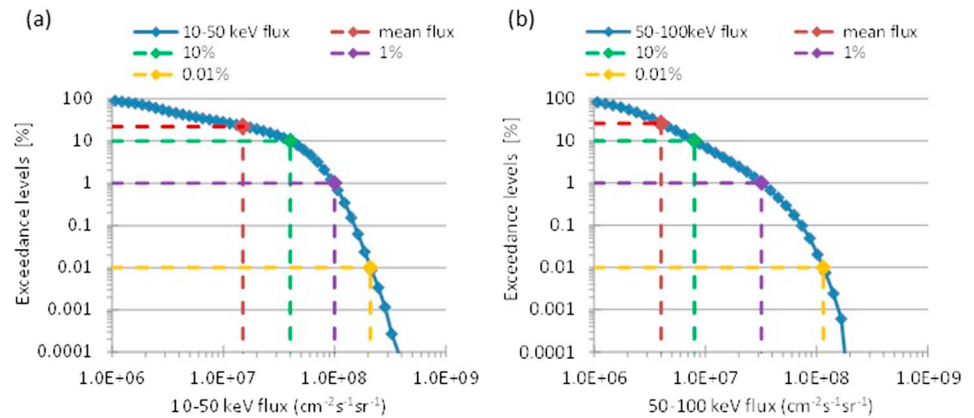 (a)
10-50 keV flux
mean flux
10%
1%
0.01%
Exceedance levels [%]
100
10
1
0.1
0.01
0.001
0.0001
1.0E+06
1.0E+07
1.0E+08
1.0E+09
10-50 keV flux (cm⁻²s⁻¹sr⁻¹)
(b)
50-100keV flux
mean flux
10%
1%
0.01%
Exceedance levels [%]
100
10
1
0.1
0.01
0.001
0.0001
1.0E+06
1.0E+07
1.0E+08
1.0E+09
50-100 keV flux (cm⁻²s⁻¹sr⁻¹)